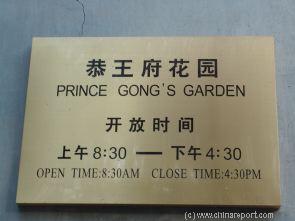 恭王府花园
PRINCE GONG'S GARDEN
开放时间
上午 8:30 — 下午 4:30
OPEN TIME:8:30AM CLOSE TIME:4:30PM
(c) www.chinareport.com